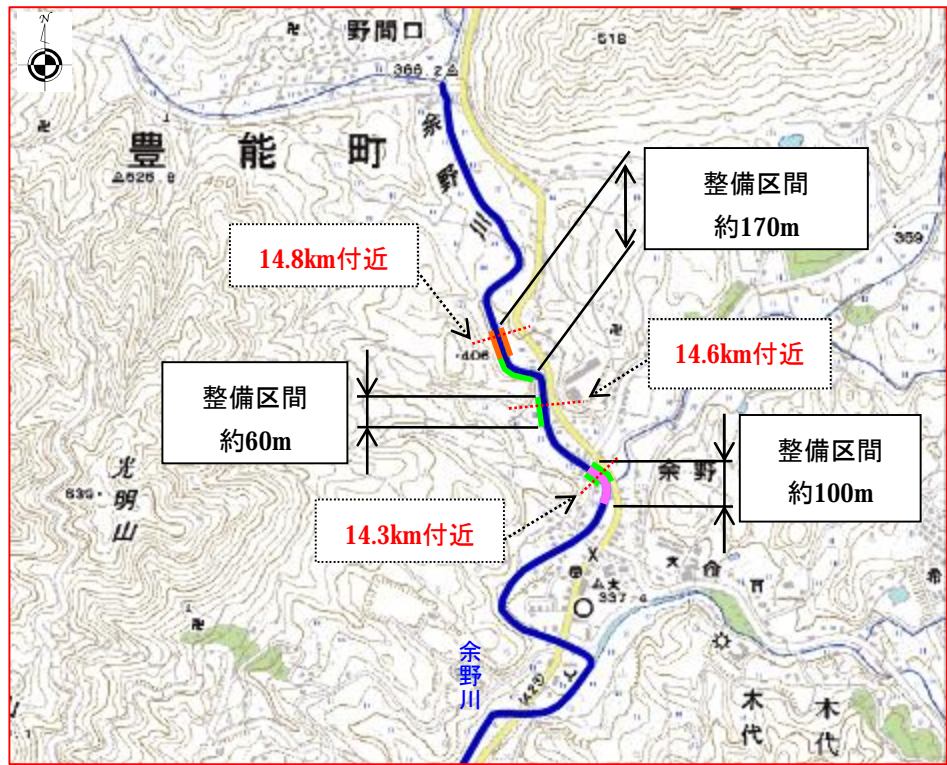 N
野間口
518
366.2
豊能町
525.8
余野川
整備区間
約170m
359
14.8km付近
406
14.6km付近
整備区間
約60m
整備区間
約100m
余野
光明山
639
14.3km付近
337.4
余野川
423
木代
木代